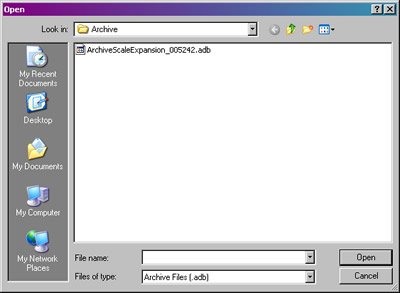 Open
Look in:
Archive
ArchiveScaleExpansion_005242.adb
My Recent
Documents
Desktop
My Documents
My Computer
My Network
Places
File name:
Open
Files of type:
Archive Files (.adb)
Cancel